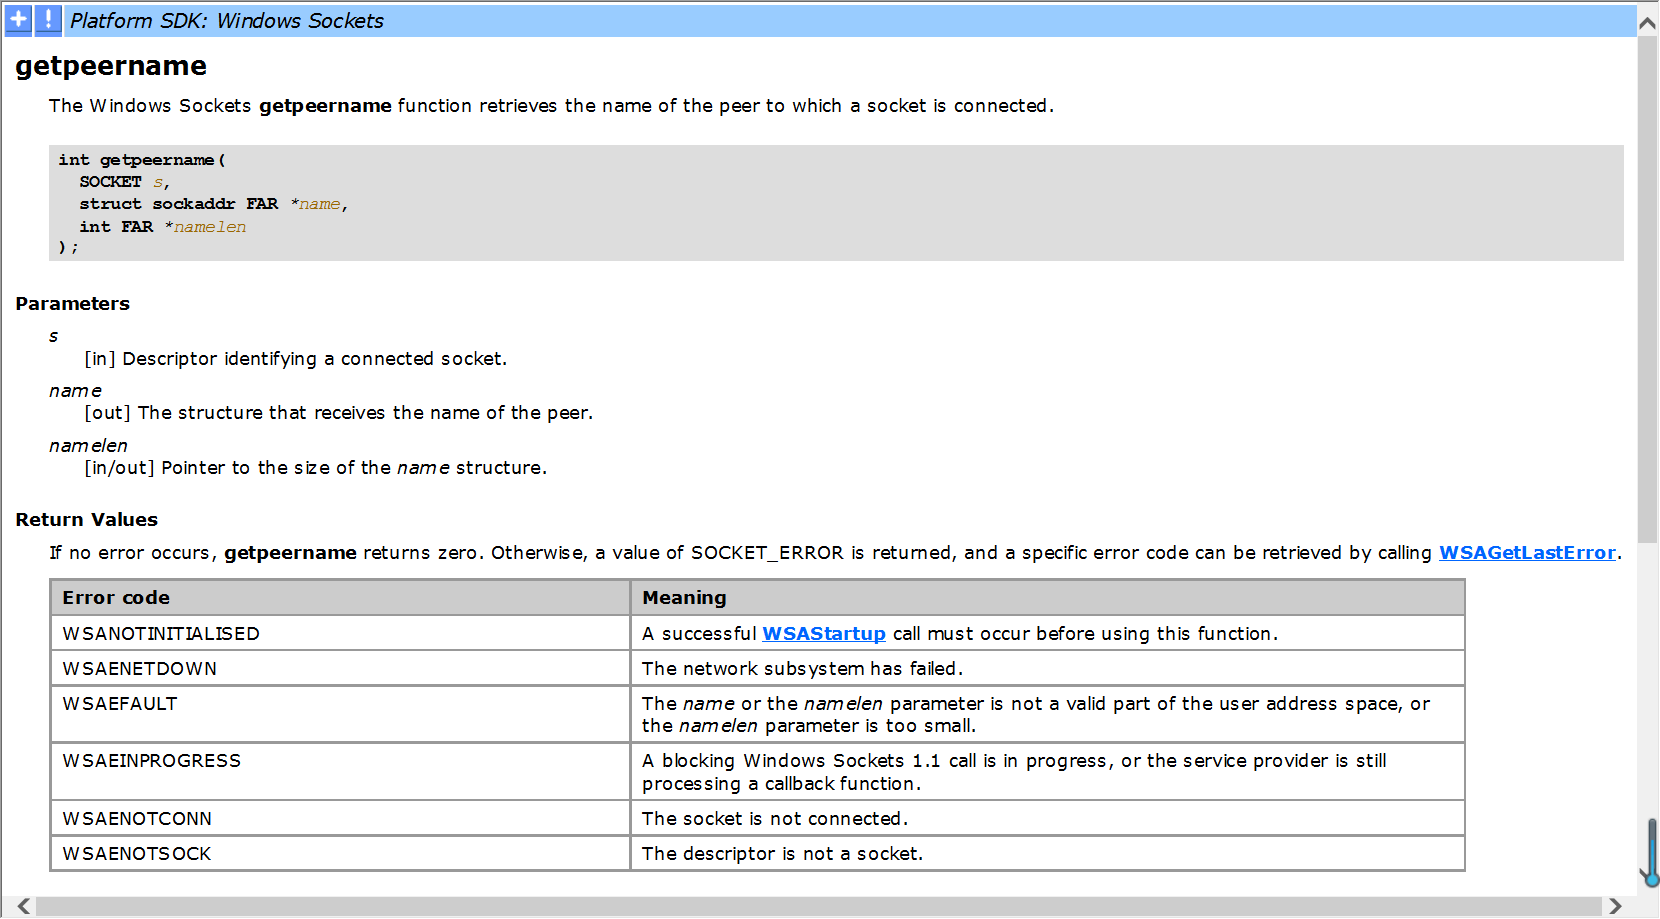 Platform SDK: Windows Sockets
getpeername
The Windows Sockets getpeername function retrieves the name of the peer to which a socket is connected.
int getpeername(
SOCKET s,
struct sockaddr FAR *name,
int FAR *namelen
);
Parameters
s
[in] Descriptor identifying a connected socket.
name
[out] The structure that receives the name of the peer.
namelen
[in/out] Pointer to the size of the name structure.
Return Values
If no error occurs, getpeername returns zero. Otherwise, a value of SOCKET_ERROR is returned, and a specific error code can be retrieved by calling WSAGetLastError.
Error code Meaning
WSANOTINITIALISED A successful WSAStartup call must occur before using this function.
WSAENETDOWN The network subsystem has failed.
WSAEFAULT The name or the namelen parameter is not a valid part of the user address space, or
the namelen parameter is too small.
WSAEINPROGRESS A blocking Windows Sockets 1.1 call is in progress, or the service provider is still
processing a callback function.
WSAENOTCONN The socket is not connected.
WSAENOTSOCK The descriptor is not a socket.